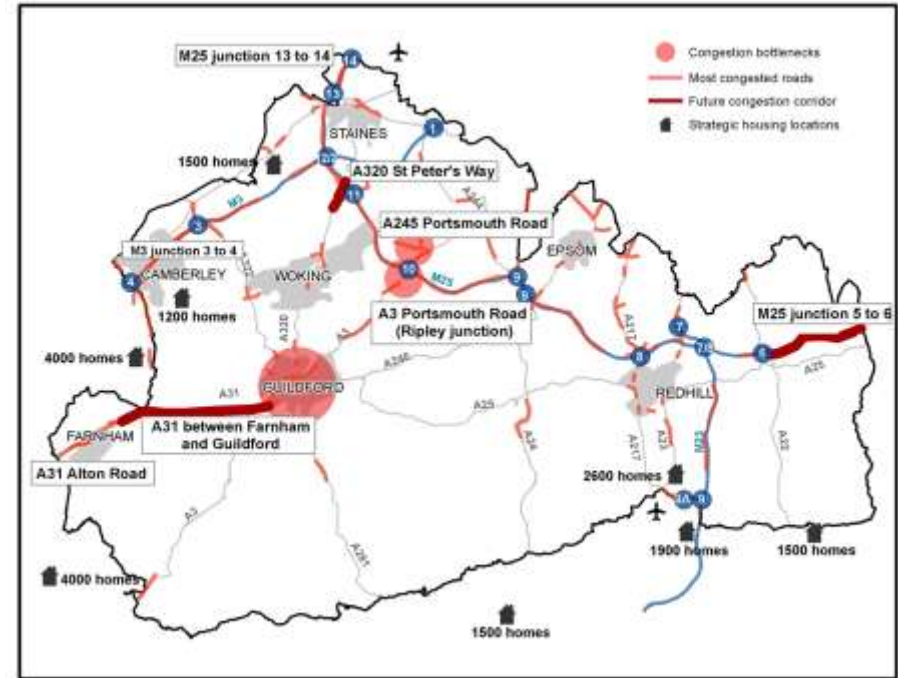 M25 junction 13 to 14
14
Congestion bottlenecks
Most congested roads
Future congestion corridor
Strategic housing locations
13
STAINES
1
1500 homes
A320 St Peter's Way
11
M3
3
A245 Portsmouth Road
M3 junction 3 to 4
CAMBERLEY
4
WOKING
10
M25
9
9
EPSOM
1200 homes
A320
A3 Portsmouth Road
(Ripley junction)
M25 junction 5 to 6
A217
7
8
6
4000 homes
A3
A246
GUILDFORD
A31
A25
A25
REDHILL
FARNHAM
A31 between Farnham
and Guildford
A31 Alton Road
A24
A217
A23
M23
A22
2600 homes
9
A3
A281
1900 homes
1500 homes
4000 homes
1500 homes